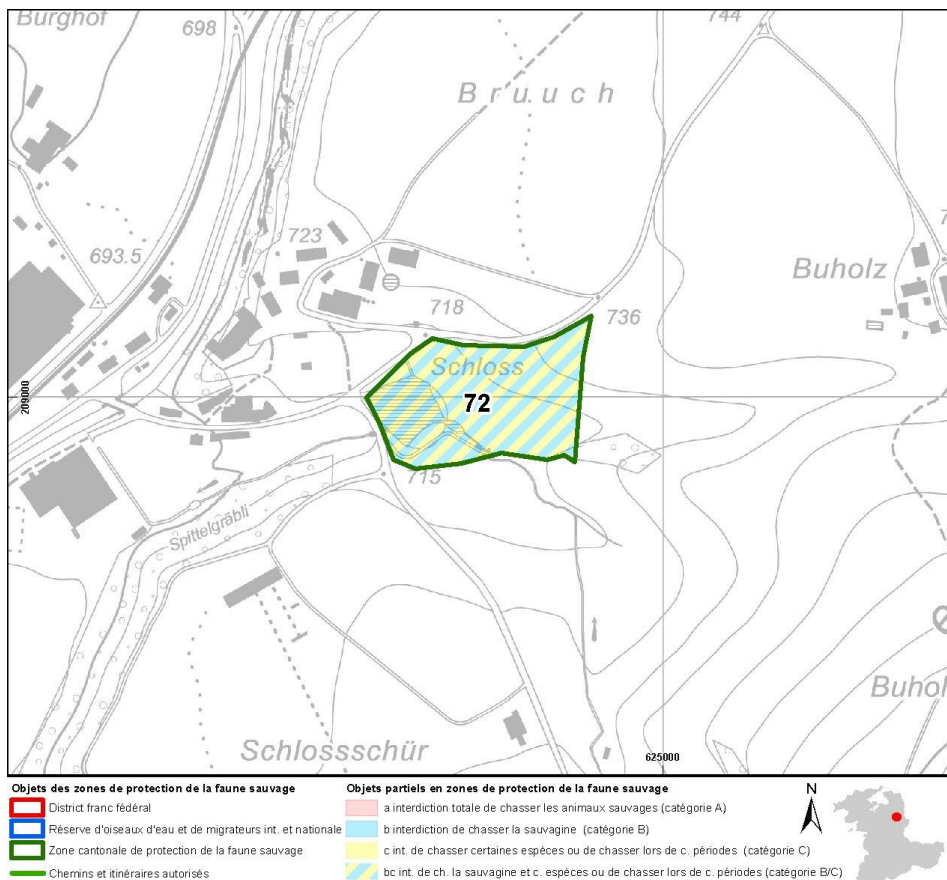 Burghof
698
744
Bruuch
723
693.5
Buholz
718
736
Schloss
209000
72
715
Spittelgräbli
Schlossschür
625000
Objets des zones de protection de la faune sauvage
District franc fédéral
Réserve d'oiseaux d'eau et de migrateurs int. et nationale
Zone cantonale de protection de la faune sauvage
Chemins et itinéraires autorisés
Objets partiels en zones de protection de la faune sauvage
a interdiction totale de chasser les animaux sauvages (catégorie A)
b interdiction de chasser la sauvagine (catégorie B)
c int. de chasser certaines espèces ou de chasser lors de c. périodes (catégorie C)
bc int. de ch. la sauvagine et c. espèces ou de chasser lors de c. périodes (catégorie B/C)
N